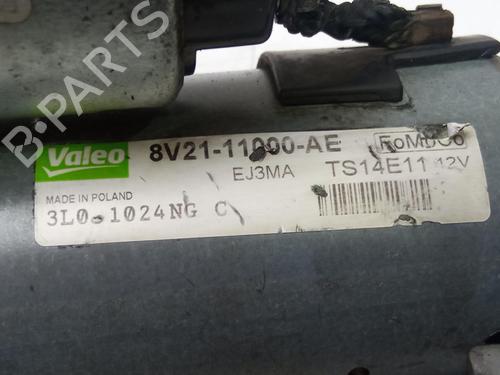 B-PARTS
Valeo
8V21-11000-AE
FoMoCo
EJ3MA
TS14E11 12V
MADE IN POLAND
3L0-1024NG C